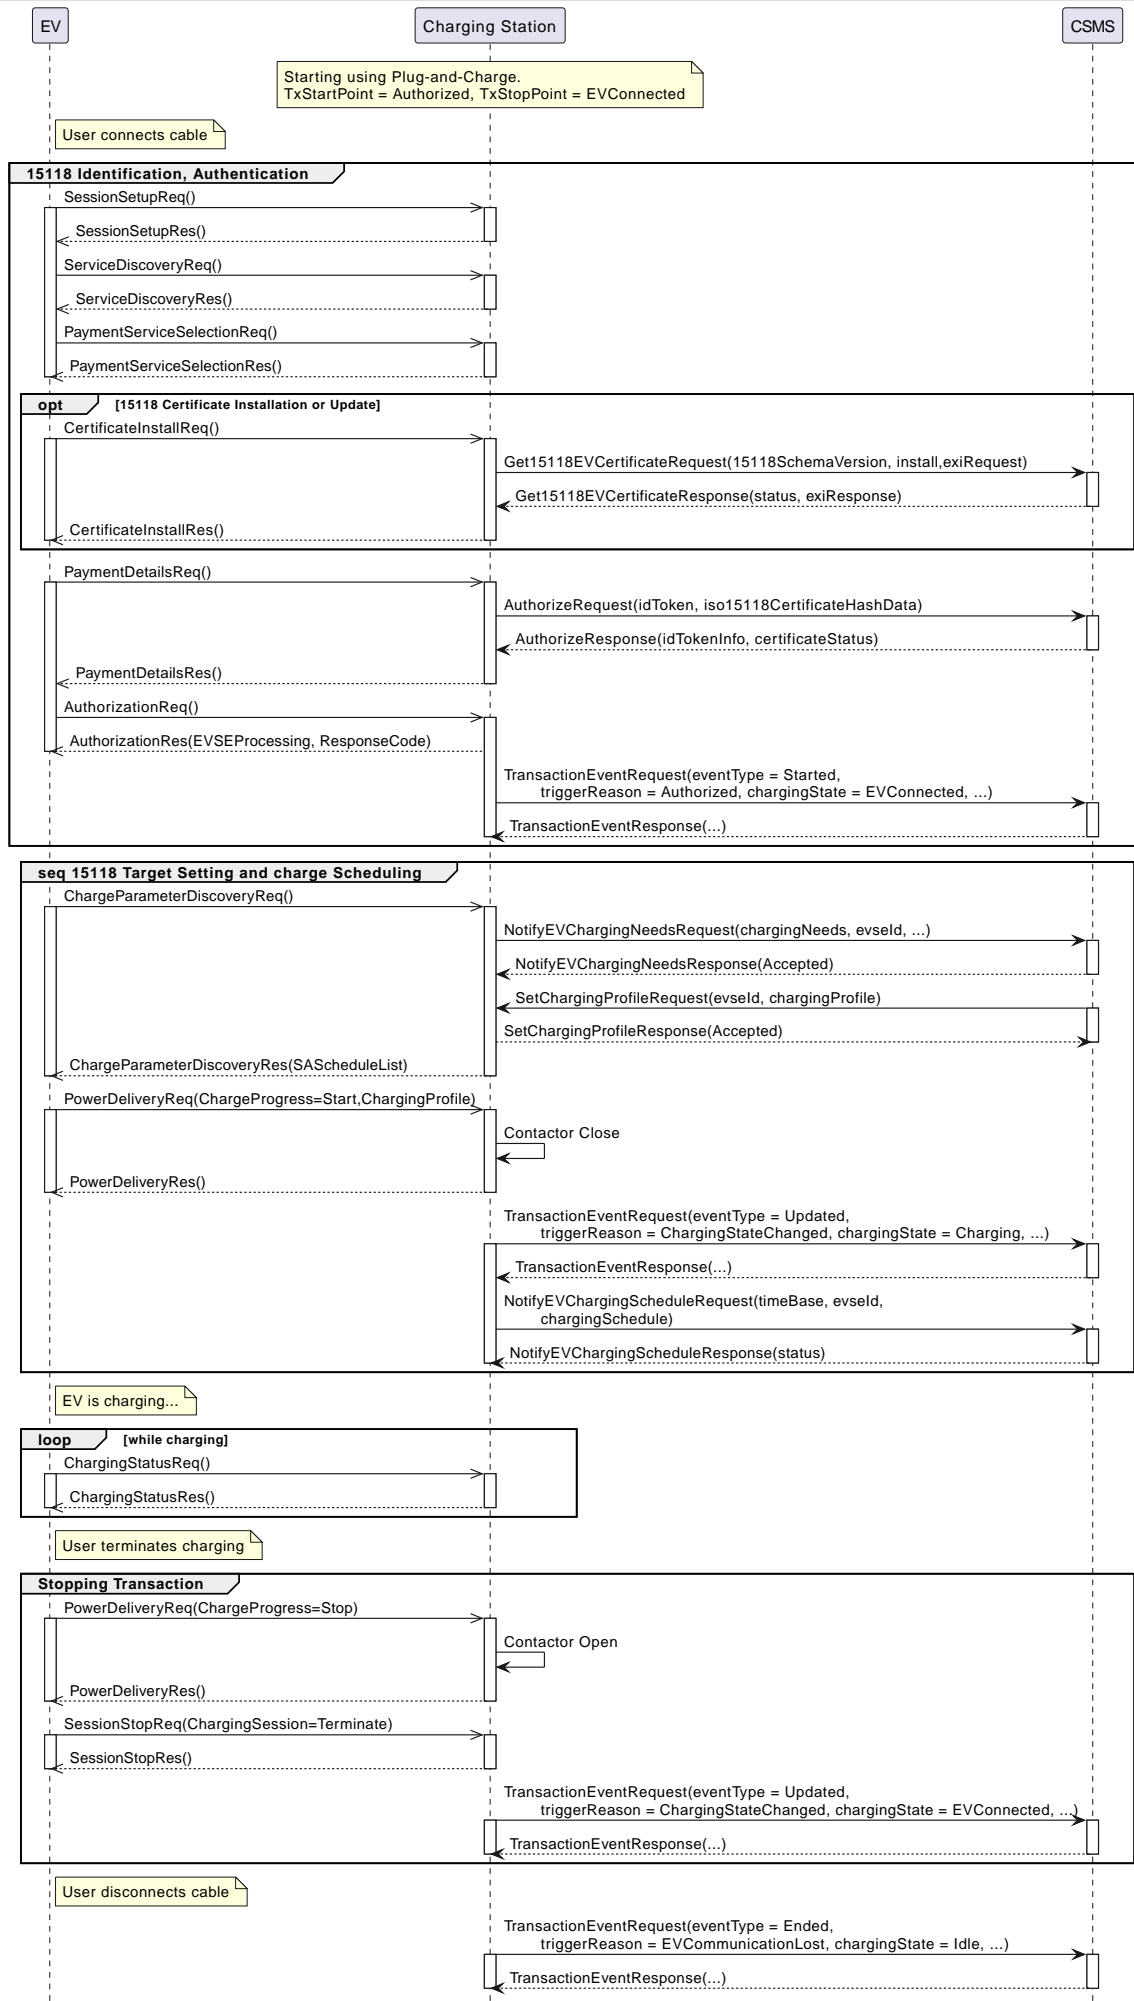 EV
Charging Station
CSMS
Starting using Plug-and-Charge.
TxStartPoint = Authorized, TxStopPoint = EVConnected
User connects cable
15118 Identification, Authentication
SessionSetupReq()
SessionSetupRes()
ServiceDiscoveryReq()
ServiceDiscoveryRes()
PaymentServiceSelectionReq()
PaymentServiceSelectionRes()
opt [15118 Certificate Installation or Update]
CertificateInstallReq()
Get15118EVCertificateRequest(15118SchemaVersion, install,exiRequest)
Get15118EVCertificateResponse(status, exiResponse)
CertificateInstallRes()
PaymentDetailsReq()
AuthorizeRequest(idToken, iso15118CertificateHashData)
AuthorizeResponse(idTokenInfo, certificateStatus)
PaymentDetailsRes()
AuthorizationReq()
AuthorizationRes(EVSEProcessing, ResponseCode)
TransactionEventRequest(eventType = Started,
triggerReason = Authorized, chargingState = EVConnected, ...)
TransactionEventResponse(...)
seq 15118 Target Setting and charge Scheduling
ChargeParameterDiscoveryReq()
NotifyEVChargingNeedsRequest(chargingNeeds, evseId, ...)
NotifyEVChargingNeedsResponse(Accepted)
SetChargingProfileRequest(evseId, chargingProfile)
SetChargingProfileResponse(Accepted)
ChargeParameterDiscoveryRes(SAScheduleList)
PowerDeliveryReq(ChargeProgress=Start,ChargingProfile)
Contactor Close
PowerDeliveryRes()
TransactionEventRequest(eventType = Updated,
triggerReason = ChargingStateChanged, chargingState = Charging, ...)
TransactionEventResponse(...)
NotifyEVChargingScheduleRequest(timeBase, evseId,
chargingSchedule)
NotifyEVChargingScheduleResponse(status)
EV is charging...
loop [while charging]
ChargingStatusReq()
ChargingStatusRes()
User terminates charging
Stopping Transaction
PowerDeliveryReq(ChargeProgress=Stop)
Contactor Open
PowerDeliveryRes()
SessionStopReq(ChargingSession=Terminate)
SessionStopRes()
TransactionEventRequest(eventType = Updated,
triggerReason = ChargingStateChanged, chargingState = EVConnected, ...)
TransactionEventResponse(...)
User disconnects cable
TransactionEventRequest(eventType = Ended,
triggerReason = EVCommunicationLost, chargingState = Idle, ...)
TransactionEventResponse(...)